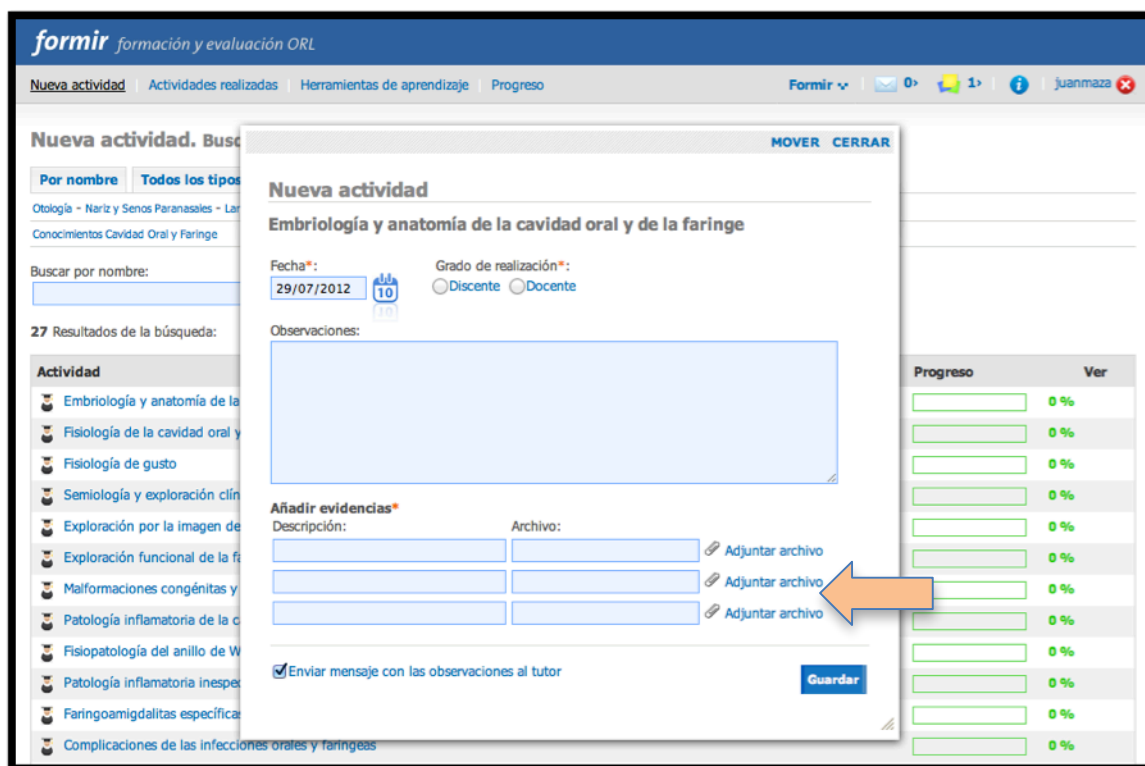 formir formación y evaluación ORL
Nueva actividad Actividades realizadas Herramientas de aprendizaje Progreso Formir 0› 1› juanmaza
Nueva actividad. Busc
Por nombre Todos los tipos
Otología - Nariz y Senos Paranasales - Lar
Conocimientos Cavidad Oral y Faringe
Buscar por nombre:
27 Resultados de la búsqueda:
Actividad Progreso Ver
Embriología y anatomía de la 0 %
Fisiología de la cavidad oral y 0 %
Fisiología de gusto 0 %
Semiología y exploración clín 0 %
Exploración por la imagen de 0 %
Exploración funcional de la fa 0 %
Malformaciones congénitas y 0 %
Patología inflamatoria de la c 0 %
Fisiopatología del anillo de W 0 %
Patología inflamatoria inespec 0 %
Faringoamigdalitas específicas 0 %
Complicaciones de las infecciones orales y faringeas 0 %
MOVER CERRAR
Nueva actividad
Embriología y anatomía de la cavidad oral y de la faringe
Fecha*: Grado de realización*:
29/07/2012 10 Discente Docente
Observaciones:
Añadir evidencias*
Descripción: Archivo:
Adjuntar archivo
Adjuntar archivo
Adjuntar archivo
Enviar mensaje con las observaciones al tutor Guardar